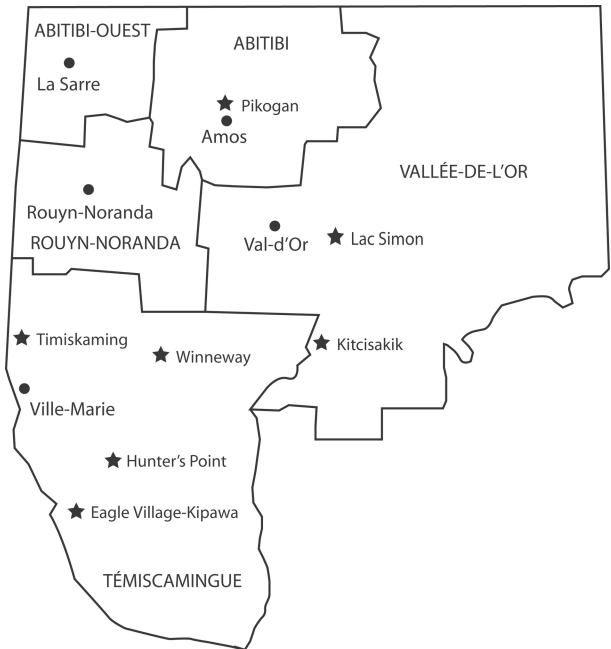 ABITIBI-OUEST
La Sarre
ABITIBI
Pikogan
Amos
VALLÉE-DE-L'OR
Rouyn-Noranda
ROUYN-NORANDA
Val-d'Or
Lac Simon
Timiskaming
Winneway
Kitcisakik
Ville-Marie
Hunter's Point
Eagle Village-Kipawa
TÉMISCAMINGUE